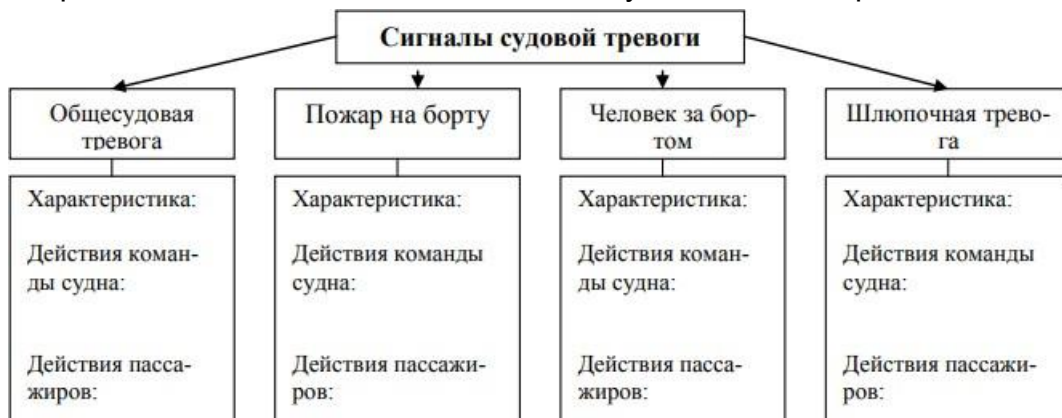 Сигналы судовой тревоги
Общесудовая
тревога
Пожар на борту
Человек за бор-
том
Шлюпочная трево-
га
Характеристика:
Действия коман-
ды судна:
Действия пасса-
жиров:
Характеристика:
Действия команды
судна:
Действия пассажи-
ров:
Характеристика:
Действия коман-
ды судна:
Действия пасса-
жиров:
Характеристика:
Действия команды
судна:
Действия пассажи-
ров: